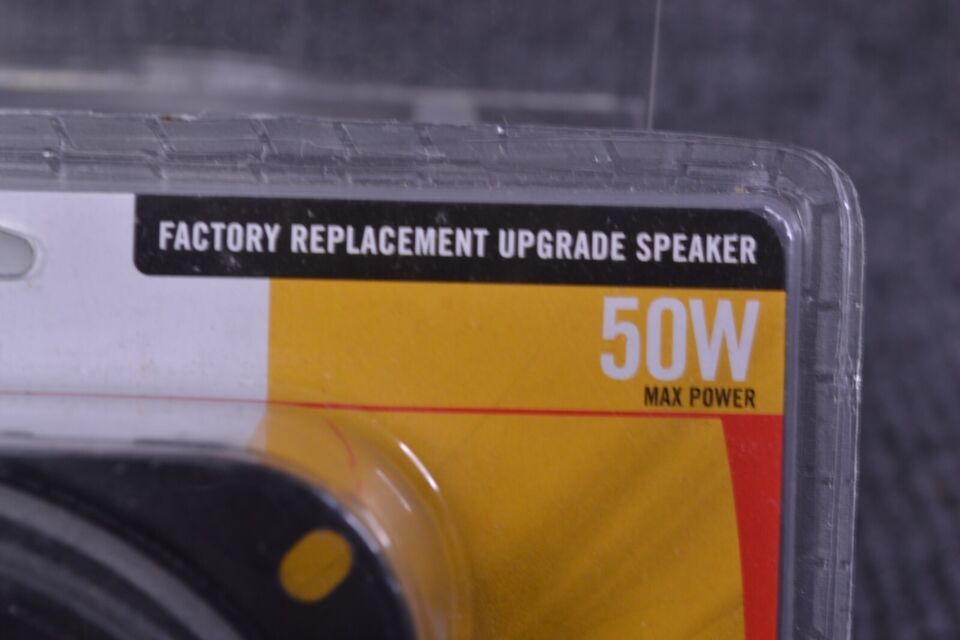 FACTORY REPLACEMENT UPGRADE SPEAKER
50W
MAX POWER